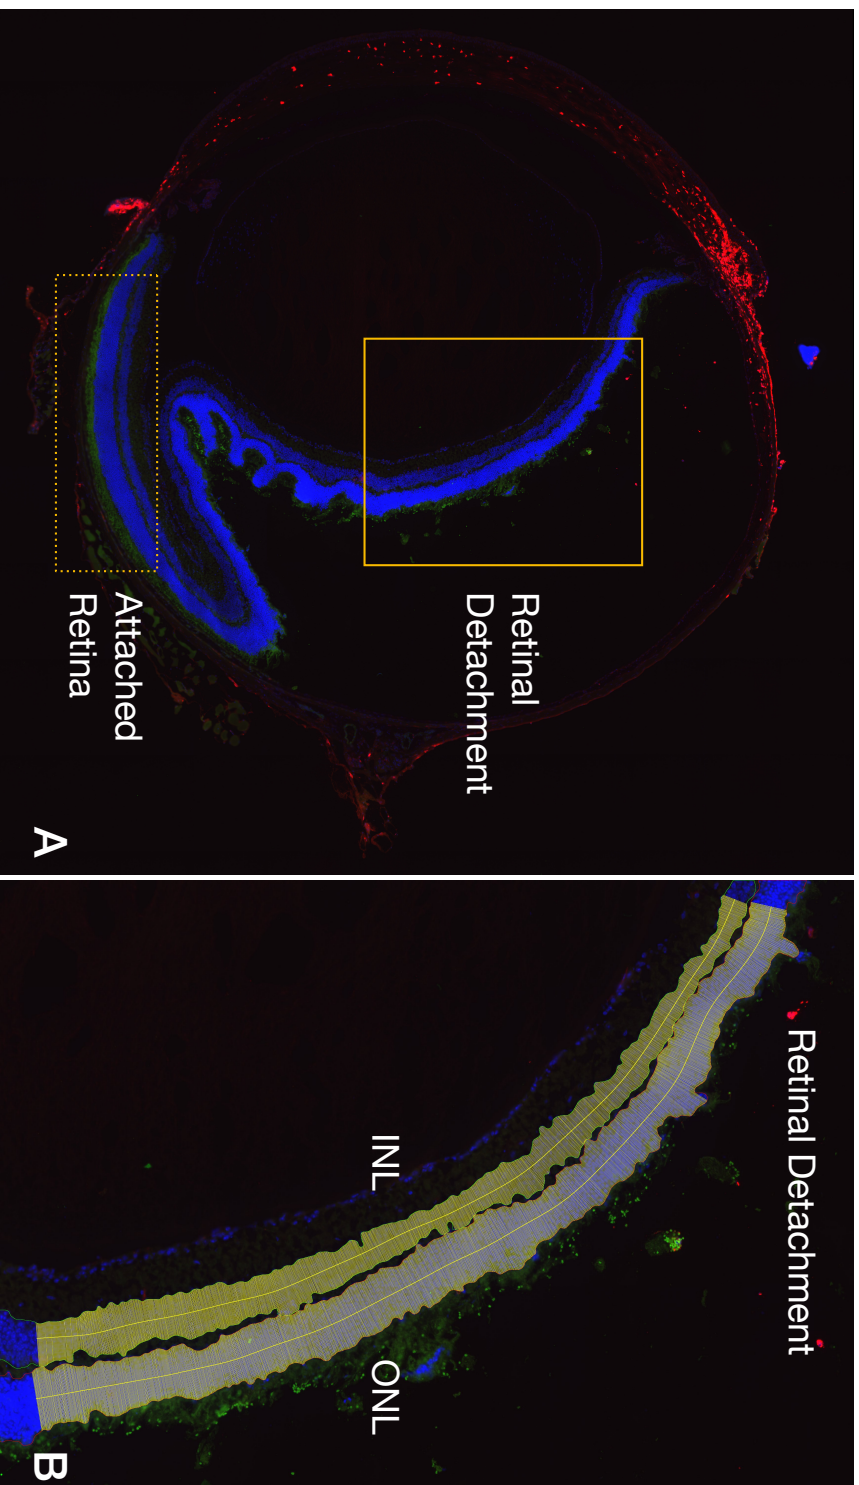 Retinal
Detachment
Attached
Retina
A
Retinal Detachment
INL
ONL
B